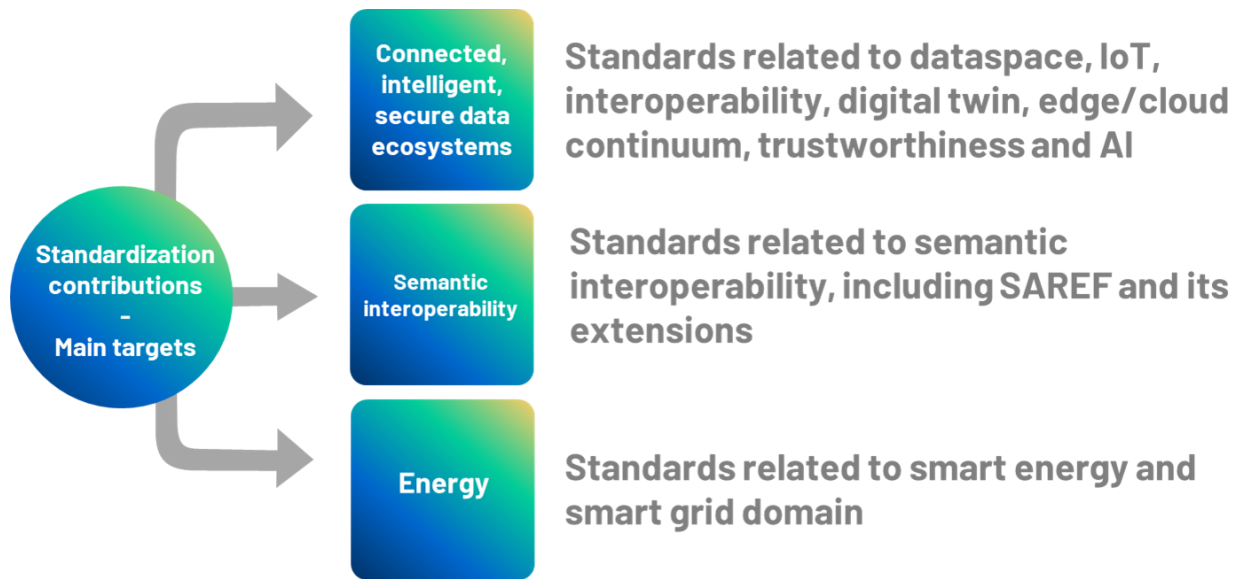 Standardization
contributions
-
Main targets
Connected,
intelligent,
secure data
ecosystems
Standards related to dataspace, IoT,
interoperability, digital twin, edge/cloud
continuum, trustworthiness and AI
Semantic
interoperability
Standards related to semantic
interoperability, including SAREF and its
extensions
Energy
Standards related to smart energy and
smart grid domain